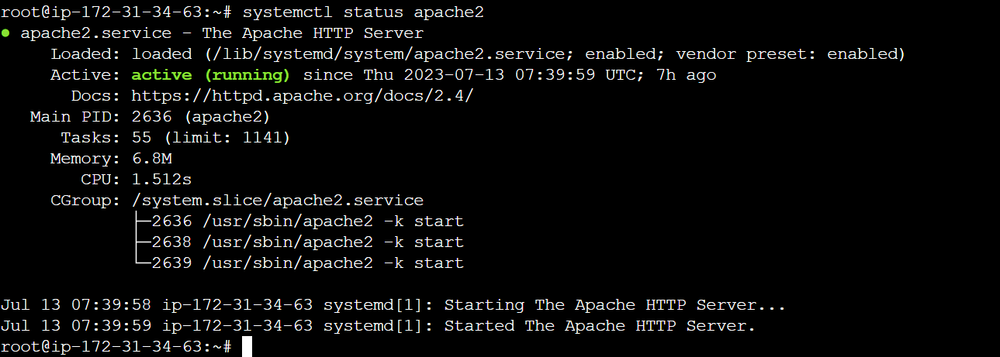 root@ip-172-31-34-63:~# systemctl status apache2
● apache2.service - The Apache HTTP Server
     Loaded: loaded (/lib/systemd/system/apache2.service; enabled; vendor preset: enabled)
     Active: active (running) since Thu 2023-07-13 07:39:59 UTC; 7h ago
       Docs: https://httpd.apache.org/docs/2.4/
   Main PID: 2636 (apache2)
      Tasks: 55 (limit: 1141)
     Memory: 6.8M
        CPU: 1.512s
     CGroup: /system.slice/apache2.service
             ├─2636 /usr/sbin/apache2 -k start
             ├─2638 /usr/sbin/apache2 -k start
             └─2639 /usr/sbin/apache2 -k start
Jul 13 07:39:58 ip-172-31-34-63 systemd[1]: Starting The Apache HTTP Server...
Jul 13 07:39:59 ip-172-31-34-63 systemd[1]: Started The Apache HTTP Server.
root@ip-172-31-34-63:~#